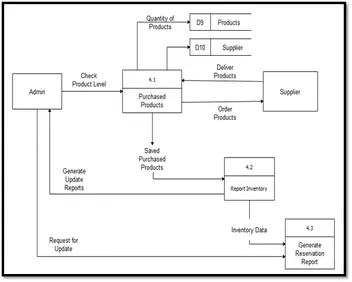 Quantity of
Products
D9 Products
D10 Supplier
Deliver
Products
Check
Product Level
4.1
Admin
Purchased
Products
Supplier
Order
Products
Saved
Purchased
Products
4.2
Generate
Update
Reports
Report Inventory
Inventory Data
4.3
Request for
Update
Generate
Resenation
Report